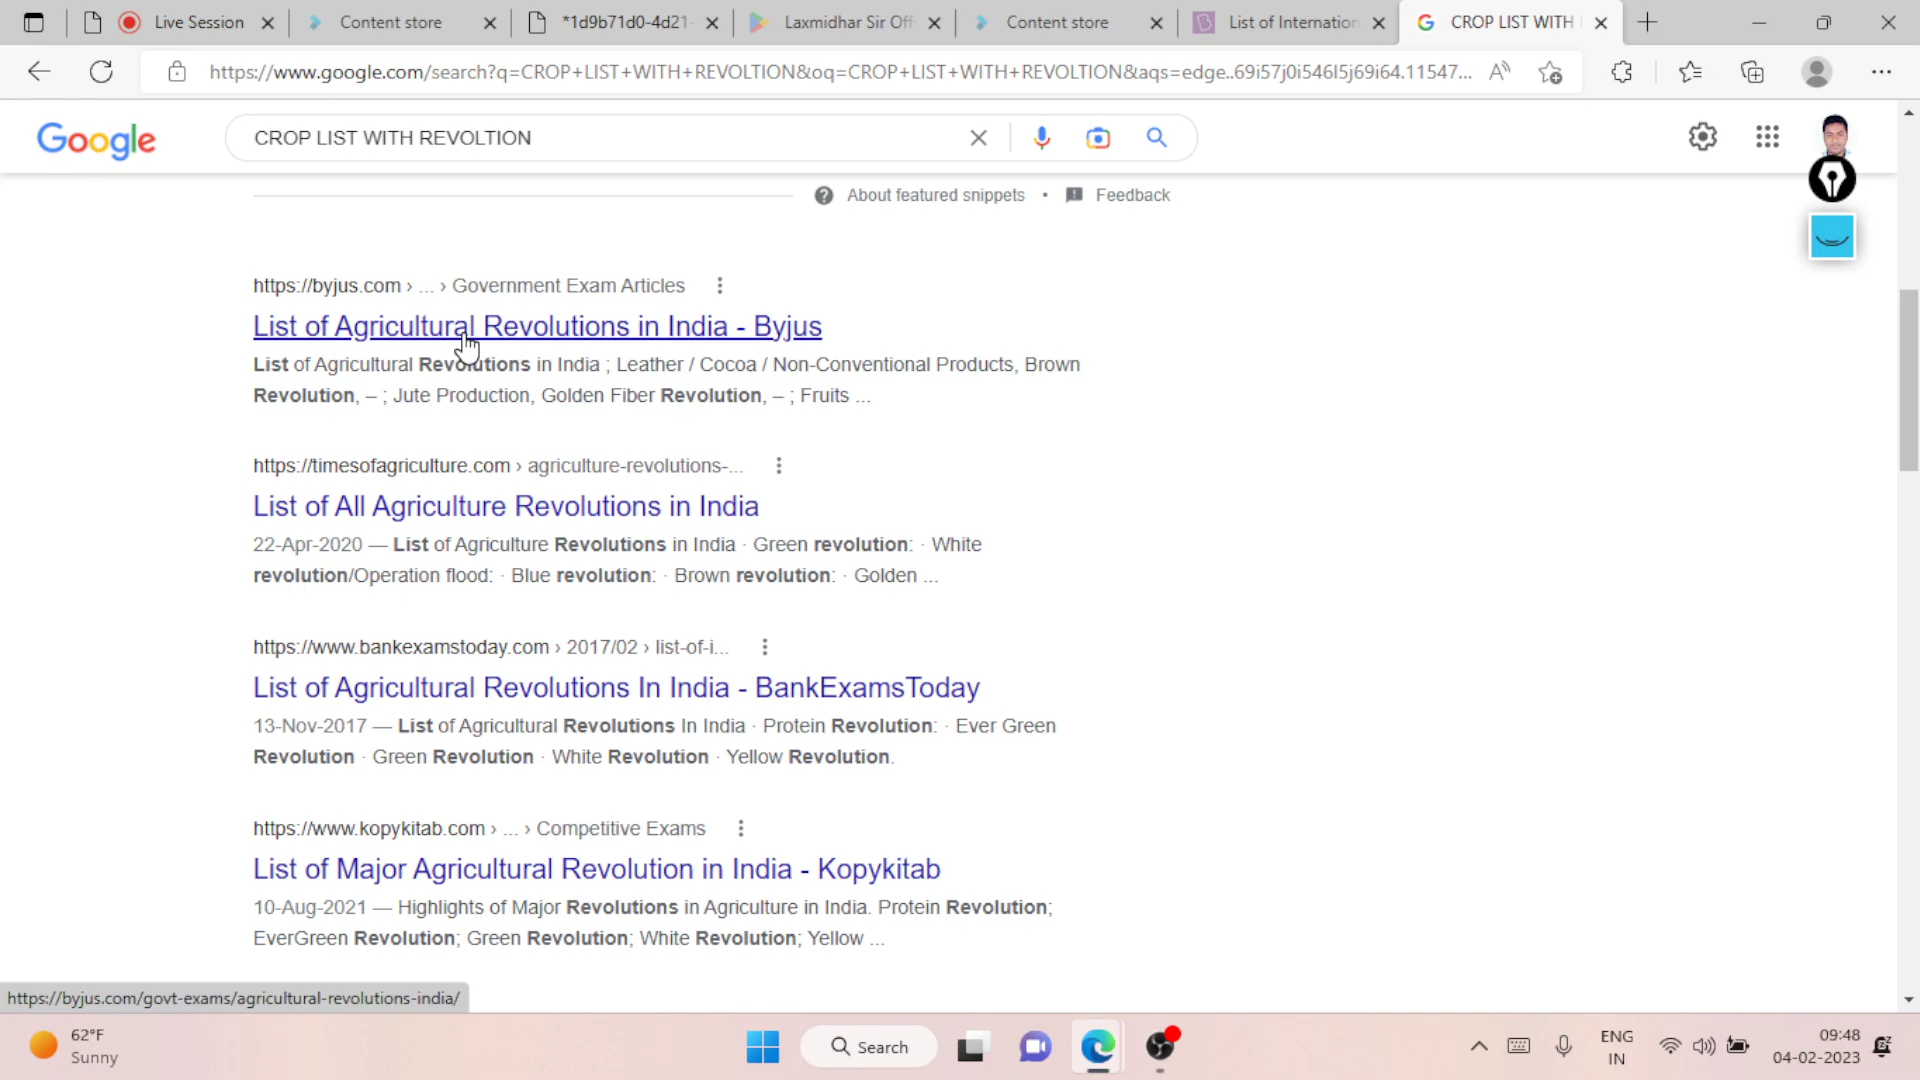 Live Session
Content store
*1d9b71d0-4d21-
Laxmidhar Sir Offi
Content store
List of Internation
CROP LIST WITH
https://www.google.com/search?q=CROP+LIST+WITH+REVOLTION&oq=CROP+LIST+WITH+REVOLTION&aqs=edge..69i57j0i546l5j69i64.11547...
Google
CROP LIST WITH REVOLTION
About featured snippets • Feedback
https://byjus.com › ... › Government Exam Articles
List of Agricultural Revolutions in India - Byjus
List of Agricultural Revolutions in India ; Leather / Cocoa / Non-Conventional Products, Brown
Revolution, – ; Jute Production, Golden Fiber Revolution, – ; Fruits ...
https://timesofagriculture.com › agriculture-revolutions-...
List of All Agriculture Revolutions in India
22-Apr-2020 — List of Agriculture Revolutions in India · Green revolution: · White
revolution/Operation flood: · Blue revolution: · Brown revolution: · Golden ...
https://www.bankexamstoday.com › 2017/02 › list-of-i...
List of Agricultural Revolutions In India - BankExamsToday
13-Nov-2017 — List of Agricultural Revolutions In India · Protein Revolution: · Ever Green
Revolution · Green Revolution · White Revolution · Yellow Revolution.
https://www.kopykitab.com › ... › Competitive Exams
List of Major Agricultural Revolution in India - Kopykitab
10-Aug-2021 — Highlights of Major Revolutions in Agriculture in India. Protein Revolution;
EverGreen Revolution; Green Revolution; White Revolution; Yellow ...
https://byjus.com/govt-exams/agricultural-revolutions-india/
62°F
Sunny
Search
ENG
IN
09:48
04-02-2023